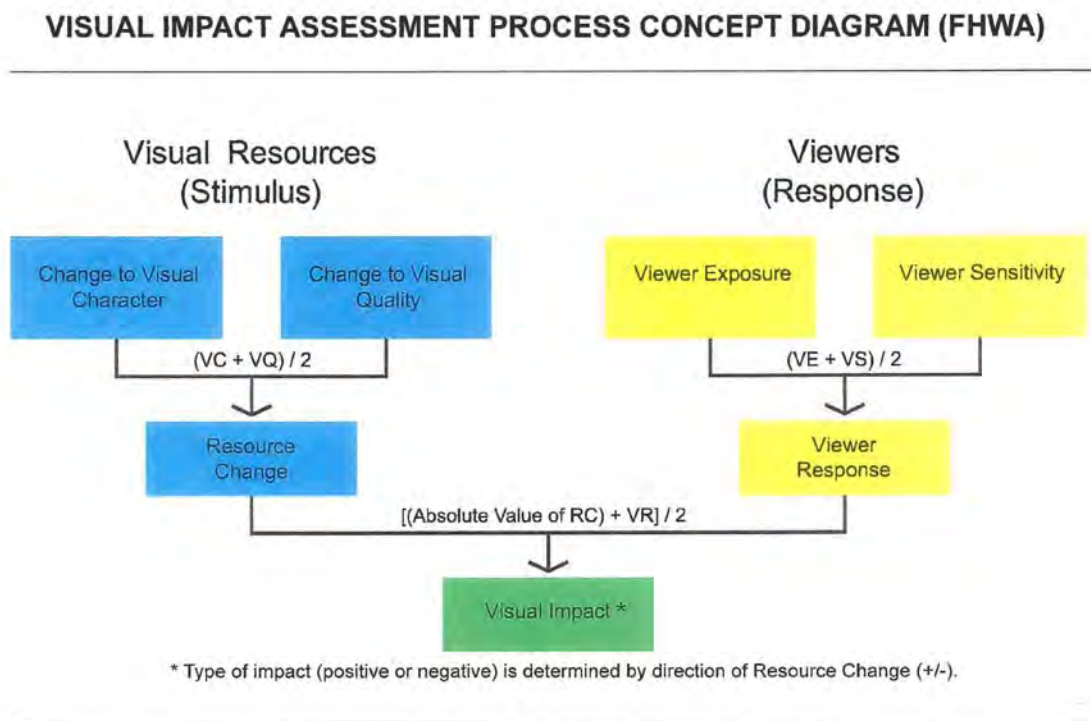 VISUAL IMPACT ASSESSMENT PROCESS CONCEPT DIAGRAM (FHWA)
Visual Resources
(Stimulus)
Viewers
(Response)
Change to Visual
Character
Change to Visual
Quality
Viewer Exposure
Viewer Sensitivity
(VC + VQ) / 2
(VE + VS) / 2
Resource
Change
Viewer
Response
[(Absolute Value of RC) + VR] / 2
Visual Impact *
* Type of impact (positive or negative) is determined by direction of Resource Change (+/-).